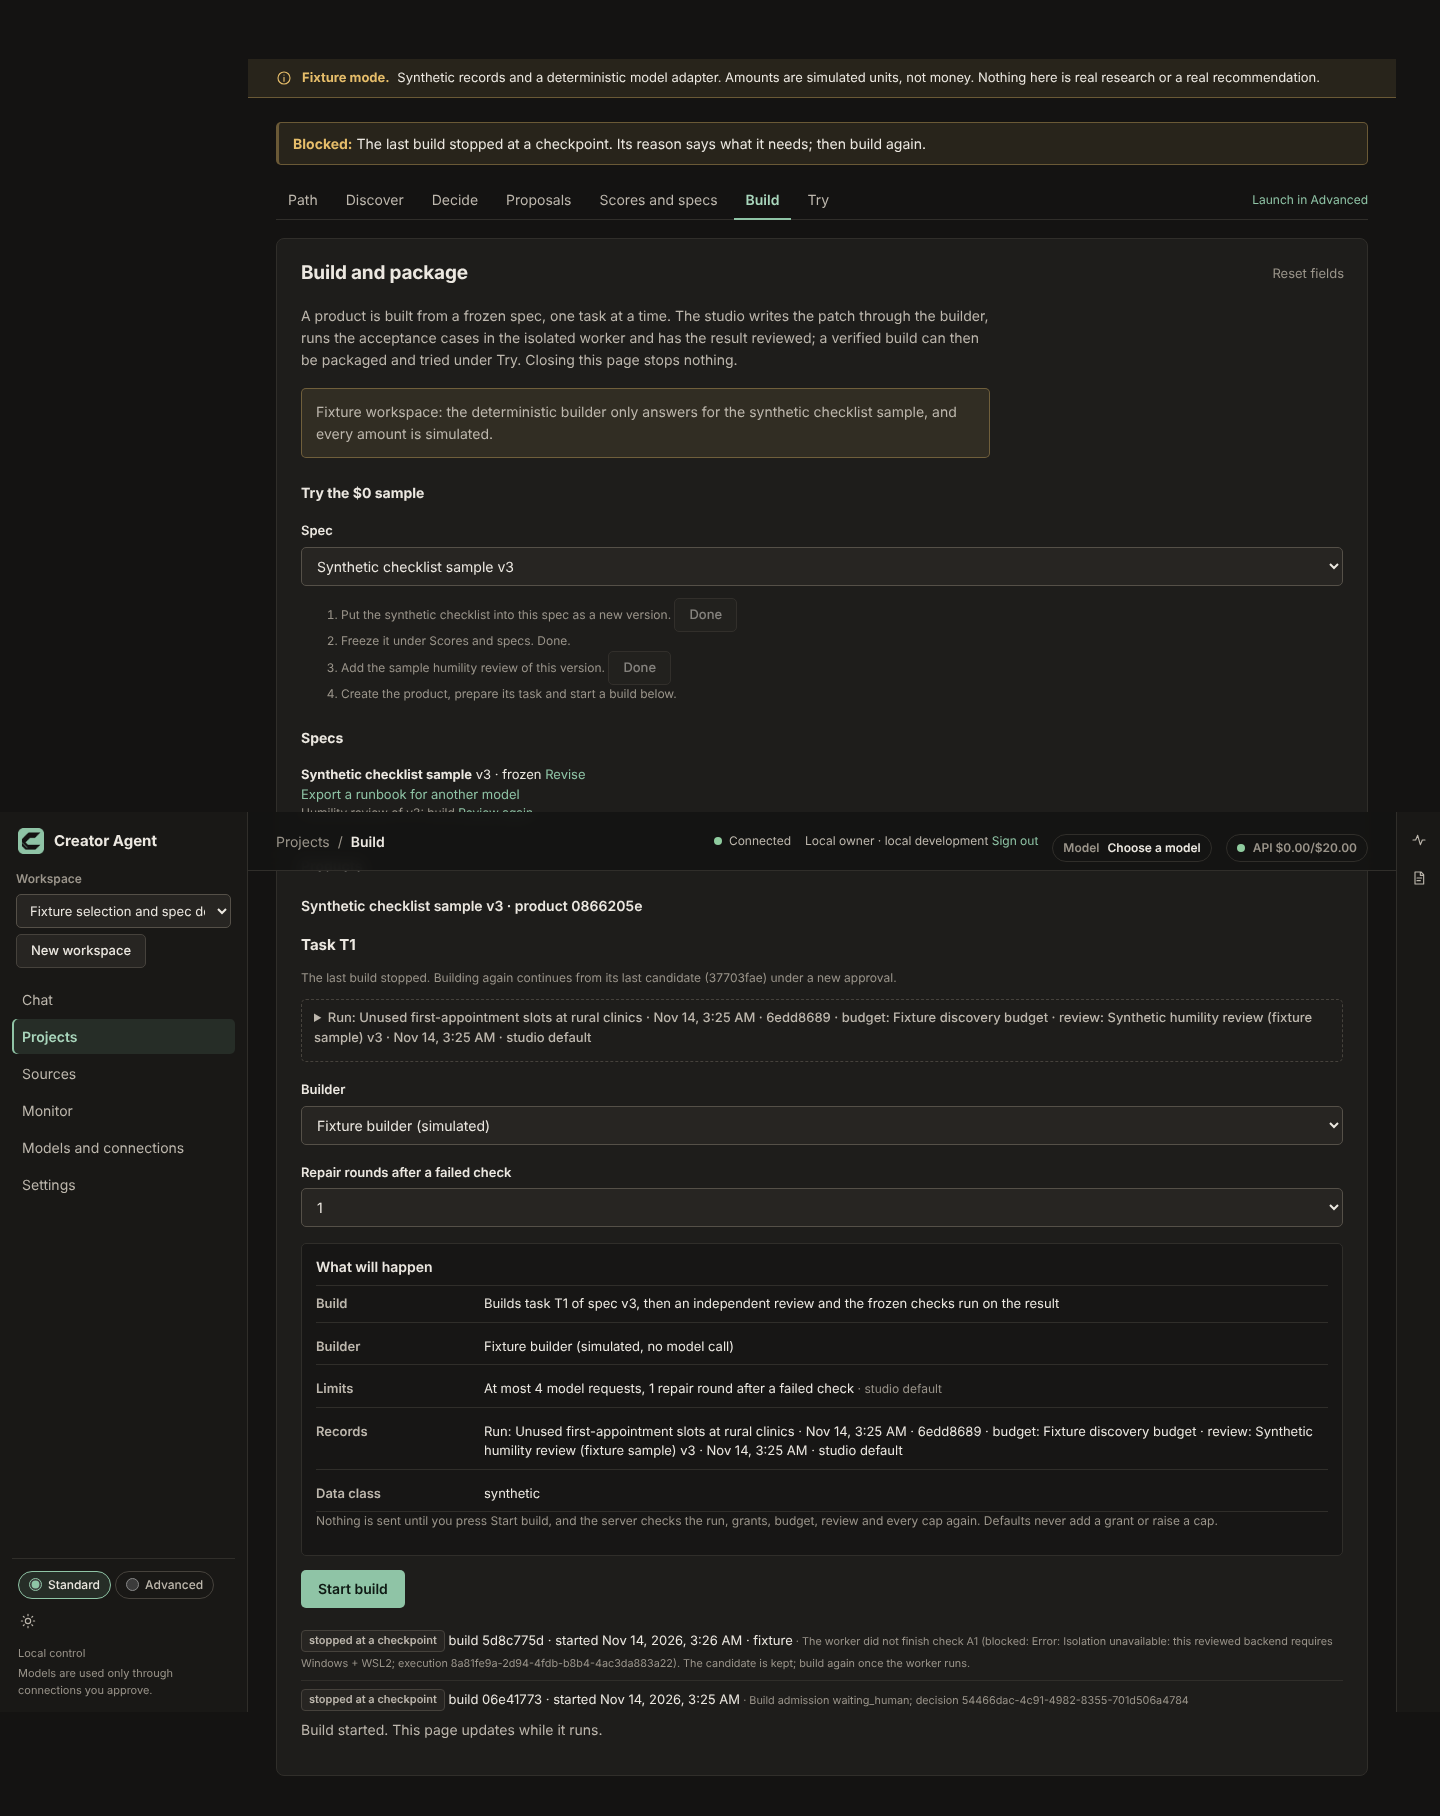 Fixture mode. Synthetic records and a deterministic model adapter. Amounts are simulated units, not money. Nothing here is real research or a real recommendation.
Blocked: The last build stopped at a checkpoint. Its reason says what it needs; then build again.
Path Discover Decide Proposals Scores and specs Build Try Launch in Advanced
Build and package Reset fields
A product is built from a frozen spec, one task at a time. The studio writes the patch through the builder,
runs the acceptance cases in the isolated worker and has the result reviewed; a verified build can then
be packaged and tried under Try. Closing this page stops nothing.
Fixture workspace: the deterministic builder only answers for the synthetic checklist sample, and
every amount is simulated.
Try the $0 sample
Spec
Synthetic checklist sample v3
1. Put the synthetic checklist into this spec as a new version. Done
2. Freeze it under Scores and specs. Done.
3. Add the sample humility review of this version. Done
4. Create the product, prepare its task and start a build below.
Specs
Synthetic checklist sample v3 · frozen Revise
Export a runbook for another model
Humility review of v3: build Review again
Creator Agent
Workspace
Fixture selection and spec d
New workspace
Chat
Projects
Sources
Monitor
Models and connections
Settings
Standard Advanced
Local control
Models are used only through
connections you approve.
Projects / Build Connected Local owner · local development Sign out Model Choose a model API $0.00/$20.00
Synthetic checklist sample v3 · product 0866205e
Task T1
The last build stopped. Building again continues from its last candidate (37703fae) under a new approval.
Run: Unused first-appointment slots at rural clinics · Nov 14, 3:25 AM · 6edd8689 · budget: Fixture discovery budget · review: Synthetic humility review (fixture
sample) v3 · Nov 14, 3:25 AM · studio default
Builder
Fixture builder (simulated)
Repair rounds after a failed check
1
What will happen
Build Builds task T1 of spec v3, then an independent review and the frozen checks run on the result
Builder Fixture builder (simulated, no model call)
Limits At most 4 model requests, 1 repair round after a failed check · studio default
Records Run: Unused first-appointment slots at rural clinics · Nov 14, 3:25 AM · 6edd8689 · budget: Fixture discovery budget · review: Synthetic
humility review (fixture sample) v3 · Nov 14, 3:25 AM · studio default
Data class synthetic
Nothing is sent until you press Start build, and the server checks the run, grants, budget, review and every cap again. Defaults never add a grant or raise a cap.
Start build
stopped at a checkpoint build 5d8c775d · started Nov 14, 2026, 3:26 AM · fixture · The worker did not finish check A1 (blocked: Error: Isolation unavailable: this reviewed backend requires
Windows + WSL2; execution 8a81fe9a-2d94-4fdb-b8b4-4ac3da883a22). The candidate is kept; build again once the worker runs.
stopped at a checkpoint build 06e41773 · started Nov 14, 2026, 3:25 AM · Build admission waiting_human; decision 54466dac-4c91-4982-8355-701d506a4784
Build started. This page updates while it runs.